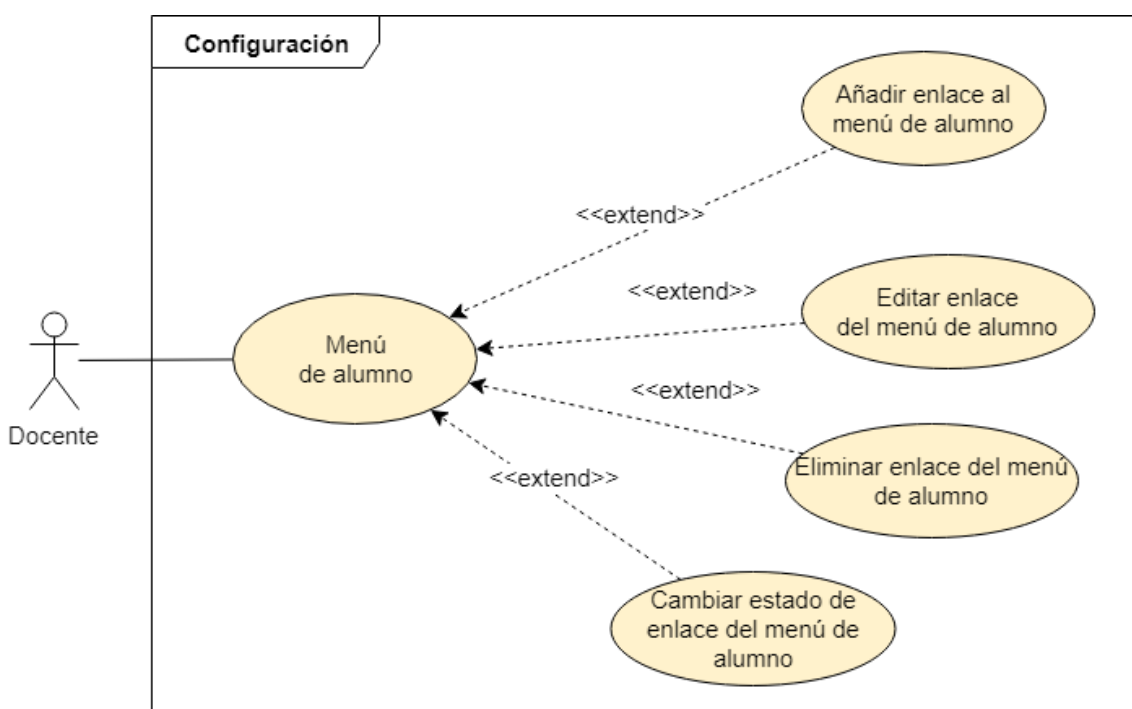 Configuración
Añadir enlace al
menú de alumno
<<extend>>
<<extend>>
Editar enlace
del menú de alumno
Menú
de alumno
<<extend>>
Docente
Eliminar enlace del menú
de alumno
<<extend>>
Cambiar estado de
enlace del menú de
alumno